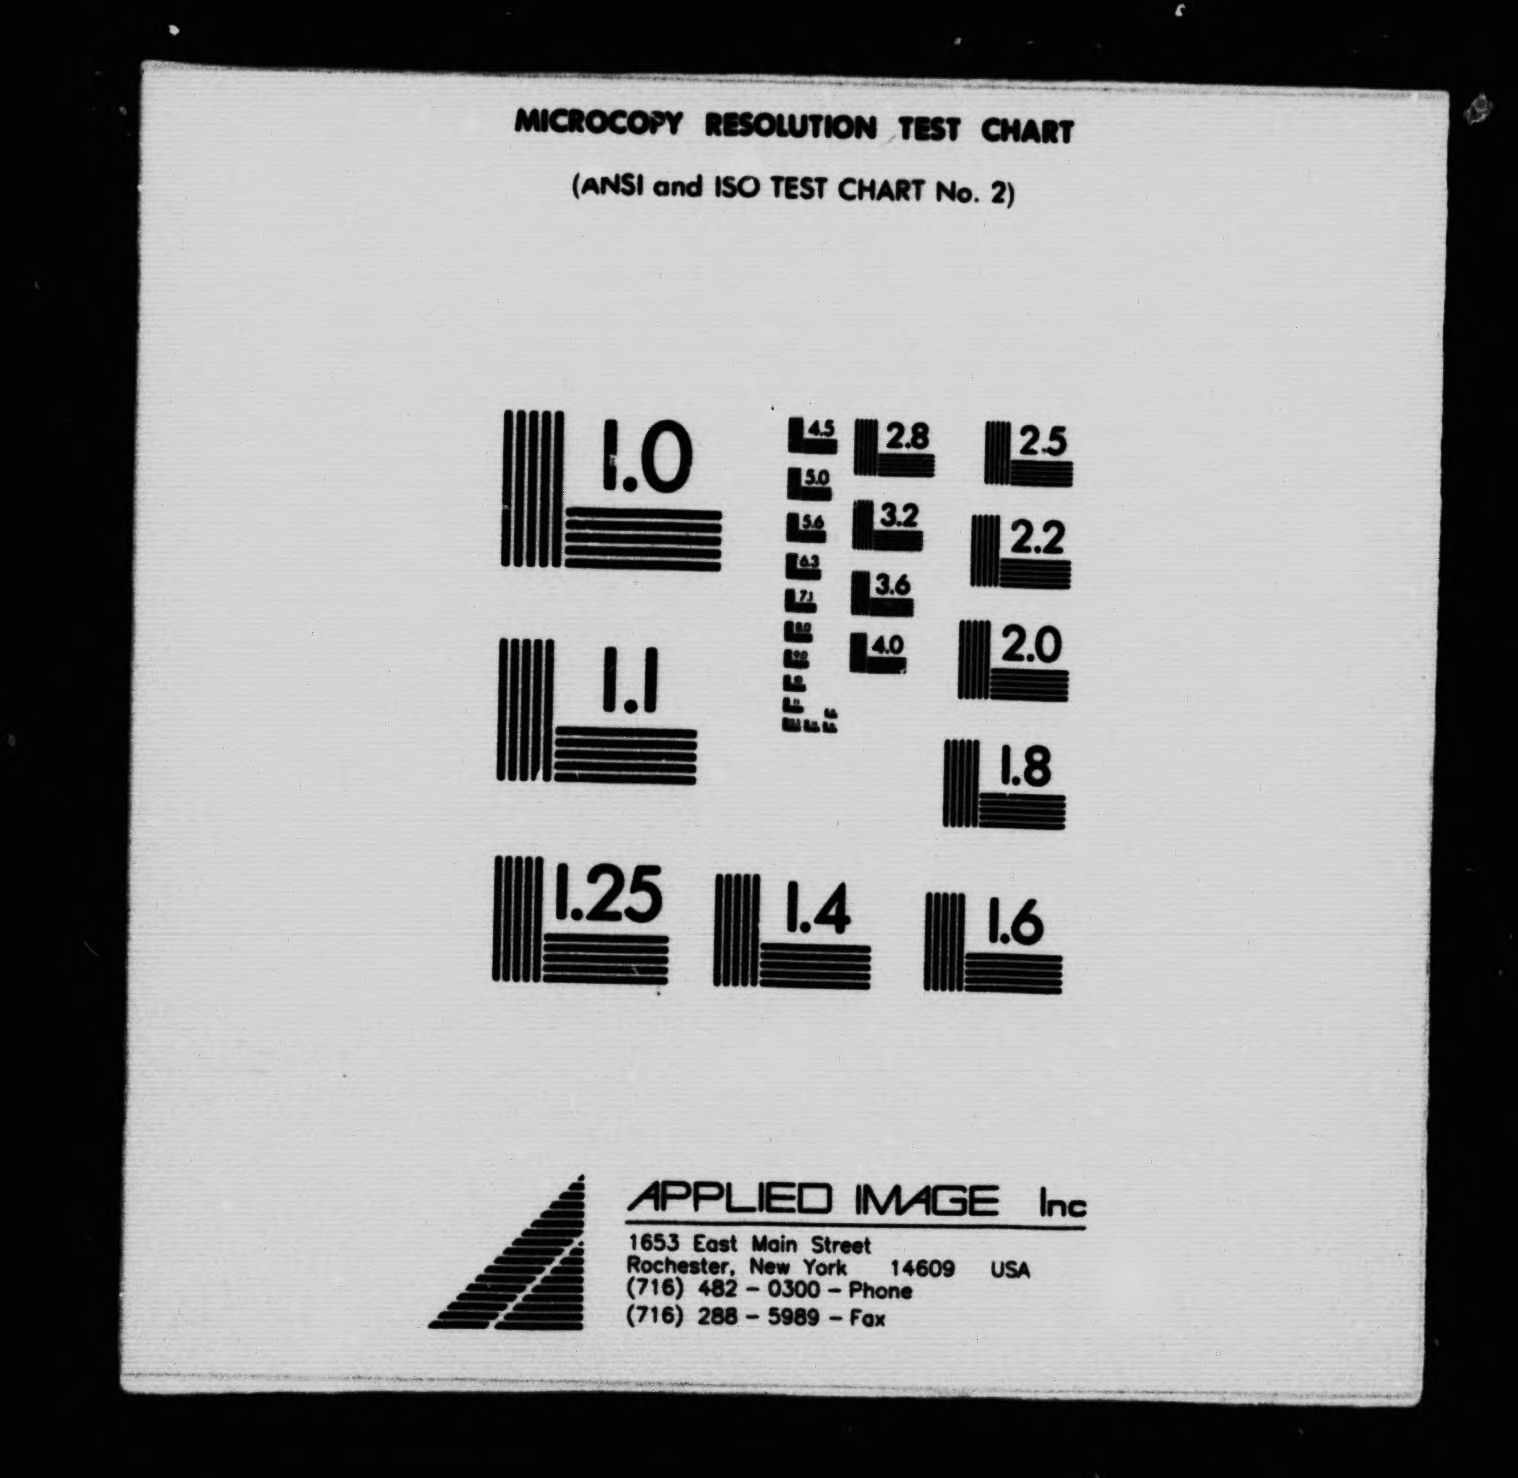 MICROCOPY RESOLUTION TEST CHART
(ANSI and ISO TEST CHART No. 2)
1.0
4.5
2.8
2.5
5.0
3.2
2.2
5.6
6.3
3.6
7.1
2.0
8.0
4.0
9.0
1.1
1.8
1.25
1.4
1.6
APPLIED IMAGE Inc
1653 East Main Street
Rochester, New York 14609 USA
(716) 482 - 0300 - Phone
(716) 288 - 5989 - Fax